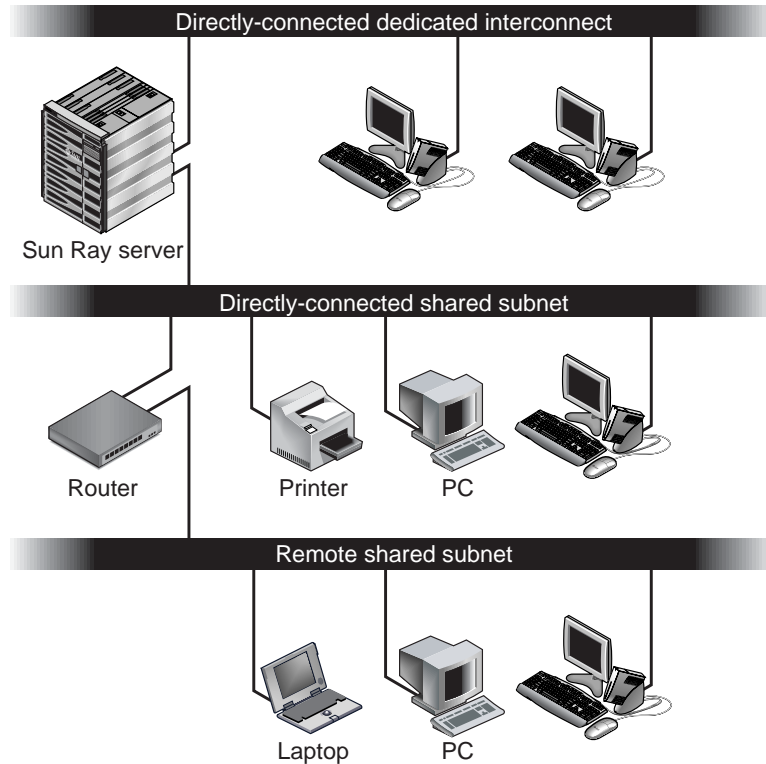 Directly-connected dedicated interconnect
Sun Ray server
Directly-connected shared subnet
Router
Printer
PC
Remote shared subnet
Laptop
PC